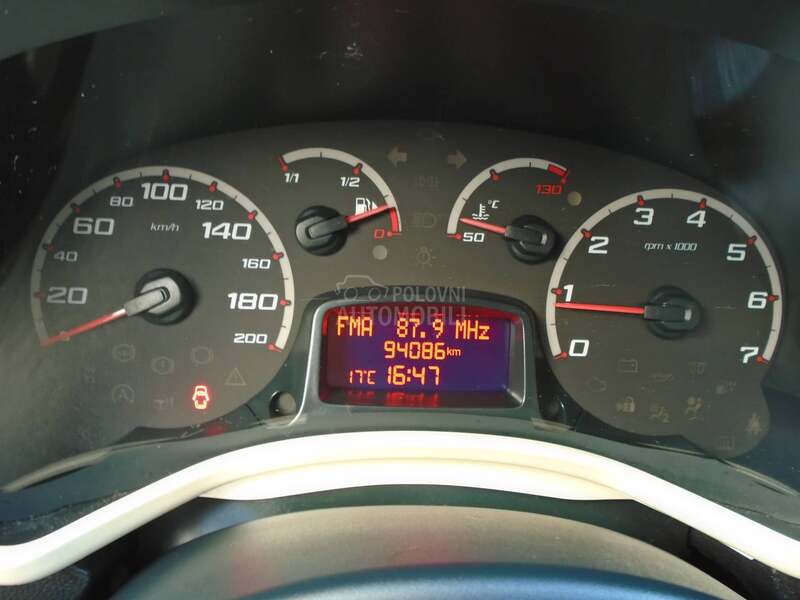 20 40 60 80 100 120 140 160 180 200
km/h
1/1 1/2 0
°C
50 130
0 1 2 3 4 5 6 7
rpm x 1000
POLOVNI
AUTOMOBILI
FMA 87.9 MHz
94086km
17°C 16:47